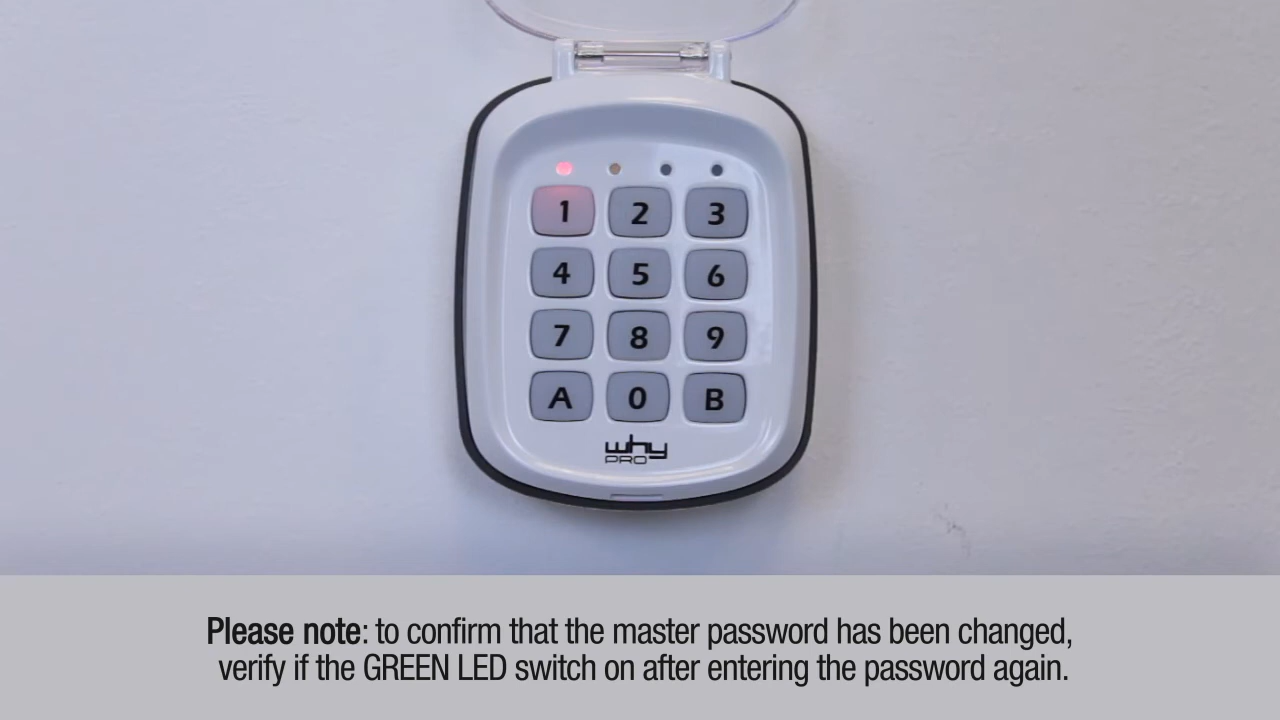 1 2 3
4 5 6
7 8 9
A 0 B
why
PRO
Please note: to confirm that the master password has been changed,
verify if the GREEN LED switch on after entering the password again.